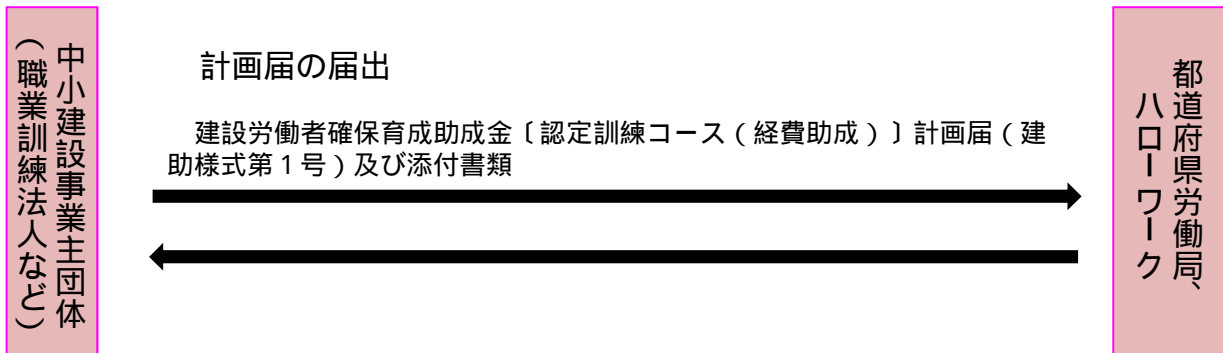 中小建設事業主団体
(職業訓練法人など)
計画届の届出
建設労働者確保育成助成金〔認定訓練コース(経費助成)〕計画届(建
助様式第1号)及び添付書類
都道府県労働局、
ハローワーク